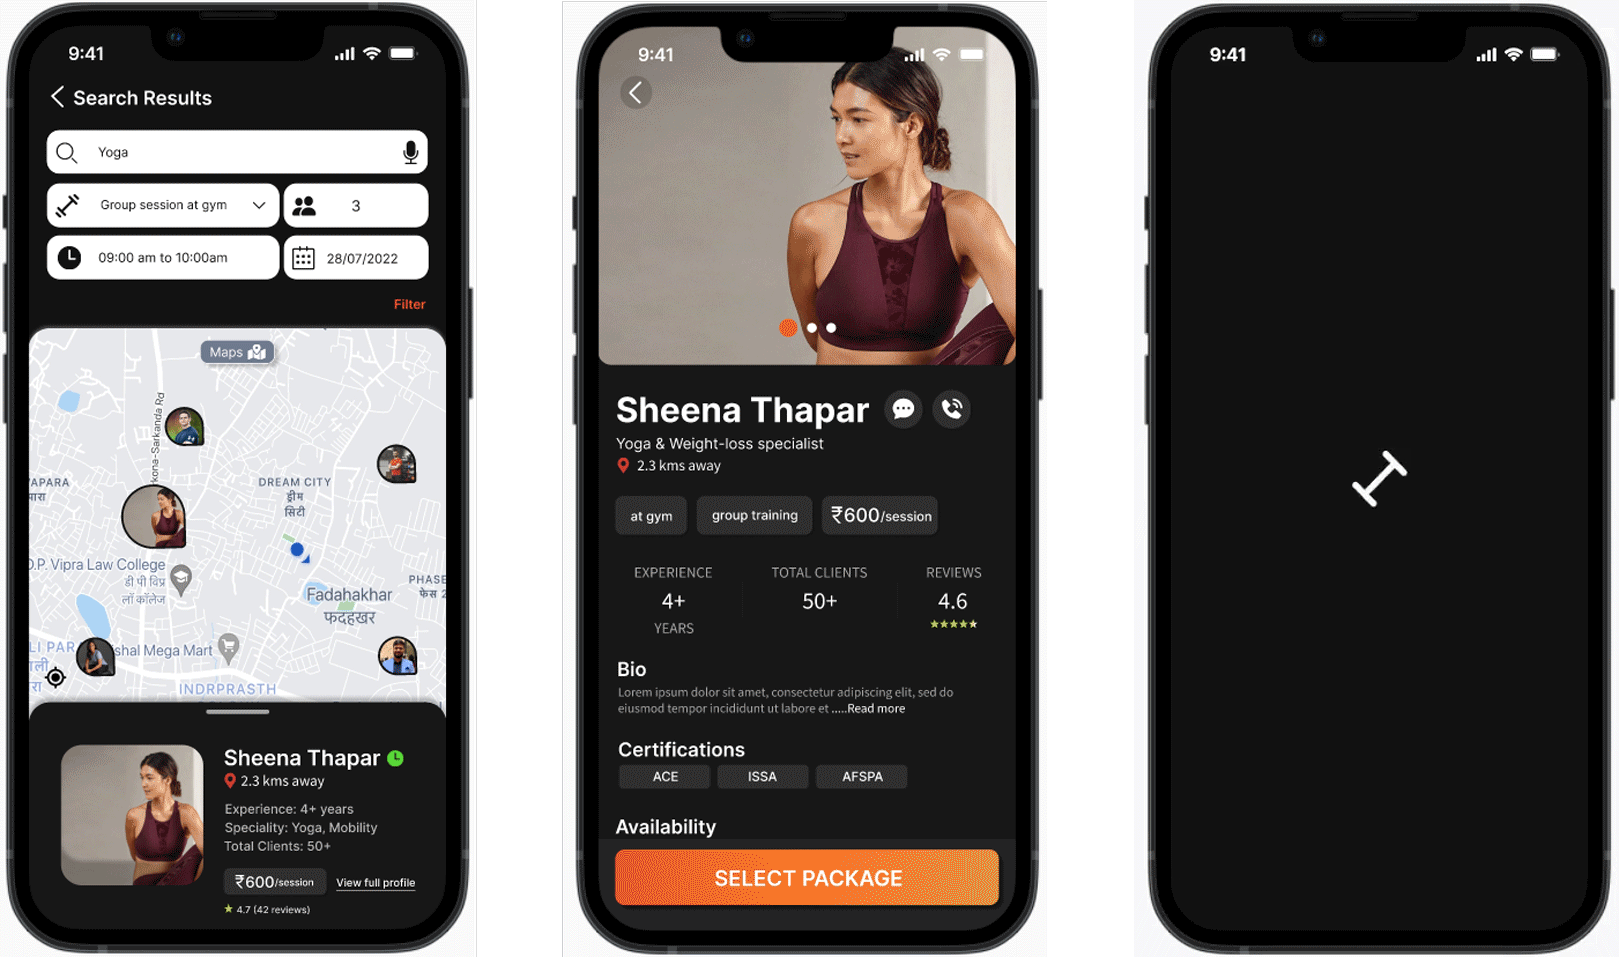 9:41
Search Results
Yoga
Group session at gym
3
09:00 am to 10:00am
28/07/2022
Filter
Maps
kona-Sarkanda Rd
APARA
पारा
DREAM CITY
ड्रीम
सिटी
D.P. Vipra Law College
डी पी विप्र
लॉ कॉलेज
PHASE
फेस 2
Fadahakhar
फदहखर
LI PAR
shal Mega Mart
INDRPRASTH
Sheena Thapar
2.3 kms away
Experience: 4+ years
Speciality: Yoga, Mobility
Total Clients: 50+
₹600/session
View full profile
4.7 (42 reviews)
9:41
Sheena Thapar
Yoga & Weight-loss specialist
2.3 kms away
at gym
group training
₹600/session
EXPERIENCE
4+
YEARS
TOTAL CLIENTS
50+
REVIEWS
4.6
Bio
Lorem ipsum dolor sit amet, consectetur adipiscing elit, sed do
eiusmod tempor incididunt ut labore et .....Read more
Certifications
ACE
ISSA
AFSPA
Availability
SELECT PACKAGE
9:41